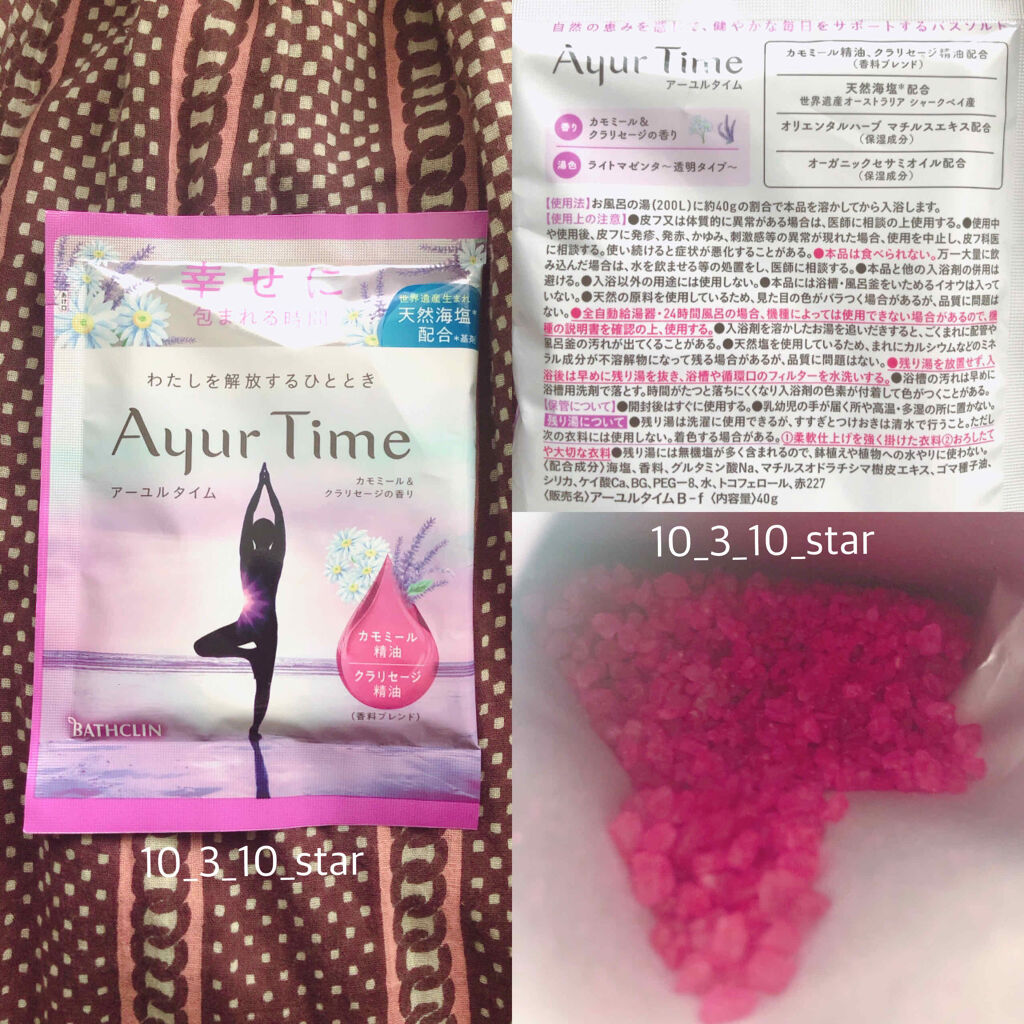 幸せに
包まれる時間
世界遺産生まれ
天然海塩*
配合*基剤
わたしを解放するひととき
Ayur Time
アーユルタイム
カモミール&
クラリセージの香り
カモミール
精油
クラリセージ
精油
(香料ブレンド)
BATHCLIN
10_3_10_star
自然の恵みを感じて、健やかな毎日をサポートするバスソルト
Ayur Time
アーユルタイム
香り カモミール&
クラリセージの香り
湯色 ライトマゼンタ〜透明タイプ〜
カモミール精油、クラリセージ精油配合
(香料ブレンド)
天然海塩*配合
世界遺産オーストラリア シャークベイ産
オリエンタルハーブ マチルスエキス配合
(保湿成分)
オーガニックセサミオイル配合
(保湿成分)
【使用法】お風呂の湯(200L)に約40gの割合で本品を溶かしてから入浴します。
【使用上の注意】●皮フ又は体質的に異常がある場合は、医師に相談の上使用する。●使用中
や使用後、皮フに発疹、発赤、かゆみ、刺激感等の異常が現れた場合、使用を中止し、皮フ科医
に相談する。使い続けると症状が悪化することがある。●本品は食べられない。万一大量に飲
み込んだ場合は、水を飲ませる等の処置をし、医師に相談する。●本品と他の入浴剤の併用は
避ける。●入浴以外の用途には使用しない。●本品には浴槽・風呂釜をいためるイオウは入って
いない。●天然の原料を使用しているため、見た目の色がバラつく場合があるが、品質に問題は
ない。●全自動給湯器・24時間風呂の場合、機種によっては使用できない場合があるので、機
種の説明書を確認の上、使用する。●入浴剤を溶かしたお湯を追いだきすると、ごくまれに配管や
風呂釜の汚れが出てくることがある。●天然塩を使用しているため、まれにカルシウムなどのミネ
ラル成分が不溶解物になって残る場合があるが、品質に問題はない。●残り湯を放置せず、入
浴後は早めに残り湯を抜き、浴槽や循環口のフィルターを水洗いする。●浴槽の汚れは早めに
浴槽用洗剤で落とす。時間がたつと落ちにくくなり入浴剤の色素が付着して色がつくことがある。
【保管について】●開封後はすぐに使用する。●乳幼児の手が届く所や高温・多湿の所に置かない。
残り湯について●残り湯は洗濯に使用できるが、すすぎとつけおきは清水で行うこと。ただし
次の衣料には使用しない。着色する場合がある。①柔軟仕上げを強く掛けた衣料②おろしたて
や大切な衣料●残り湯には無機塩が多く含まれるので、鉢植えや植物への水やりに使わない。
〈配合成分〉海塩、香料、グルタミン酸Na、マチルスオドラチシマ樹皮エキス、ゴマ種子油、
シリカ、ケイ酸Ca、BG、PEG-8、水、トコフェロール、赤227
〈販売名〉アーユルタイムB-f 〈内容量〉40g
10_3_10_star